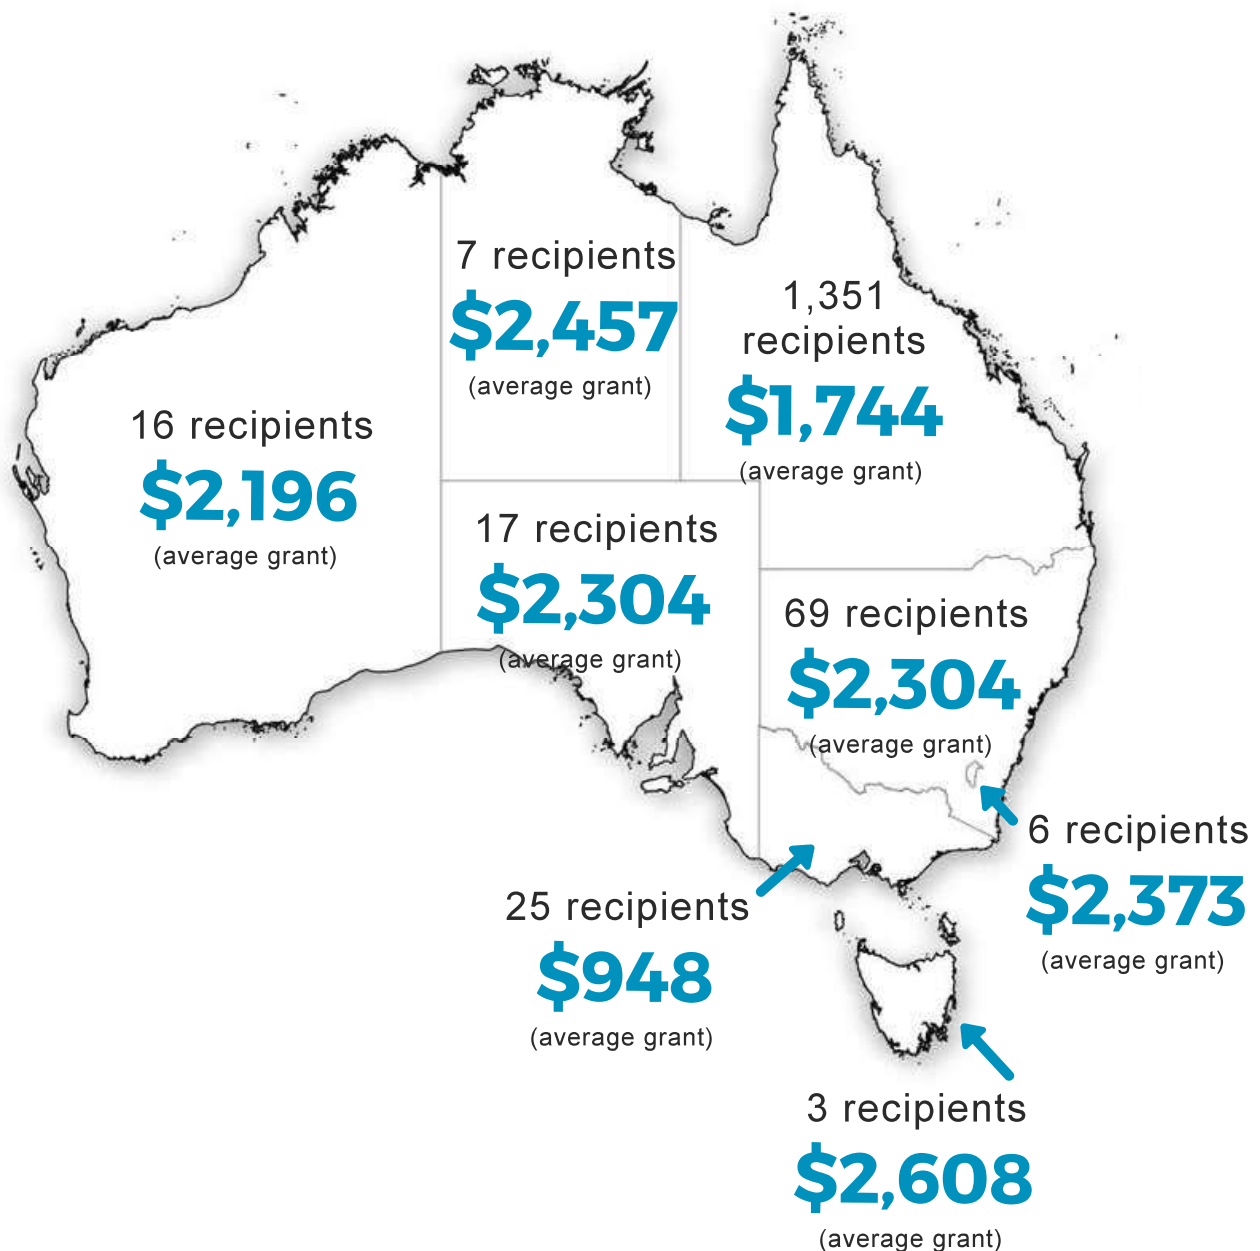 7 recipients
$2,457
(average grant)
1,351
recipients
$1,744
(average grant)
16 recipients
$2,196
(average grant)
17 recipients
$2,304
(average grant)
69 recipients
$2,304
(average grant)
6 recipients
$2,373
(average grant)
25 recipients
$948
(average grant)
3 recipients
$2,608
(average grant)